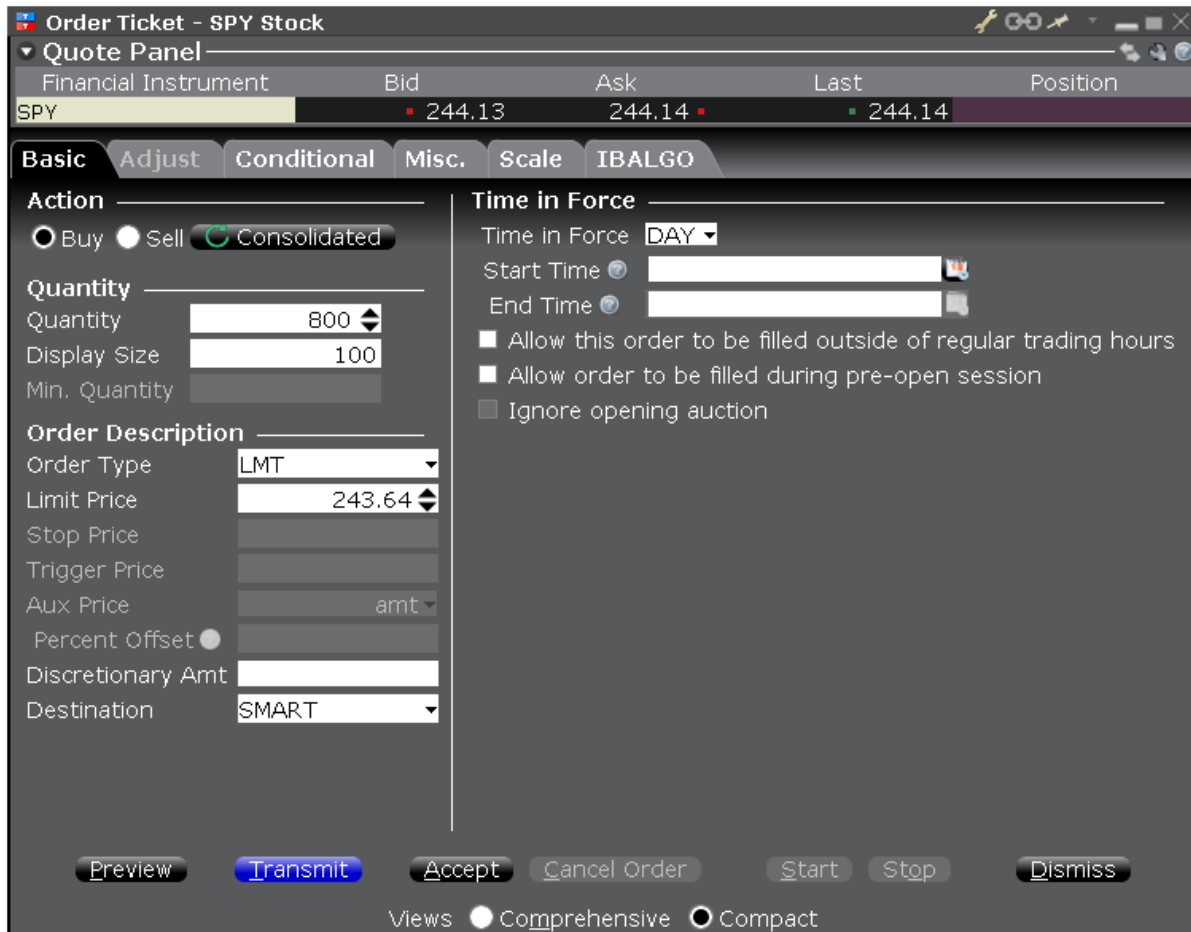 Order Ticket - SPY Stock
Quote Panel
Financial Instrument Bid Ask Last Position
SPY 244.13 244.14 244.14
Basic Adjust Conditional Misc. Scale IBALGO
Action
Buy Sell Consolidated
Quantity
Quantity 800
Display Size 100
Min. Quantity
Order Description
Order Type LMT
Limit Price 243.64
Stop Price
Trigger Price
Aux Price amt
Percent Offset
Discretionary Amt
Destination SMART
Time in Force
Time in Force DAY
Start Time
End Time
Allow this order to be filled outside of regular trading hours
Allow order to be filled during pre-open session
Ignore opening auction
Preview Transmit Accept Cancel Order Start Stop Dismiss
Views Comprehensive Compact